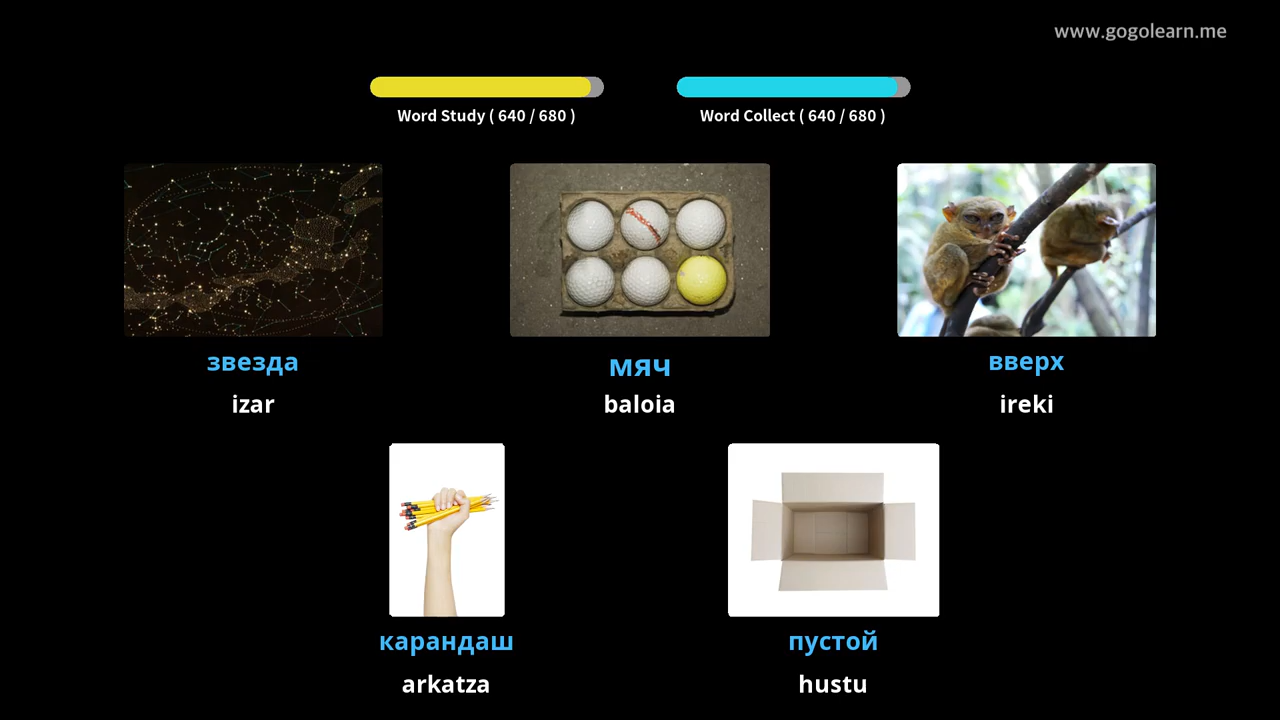 www.gogolearn.me
Word Study ( 640 / 680 )
Word Collect ( 640 / 680 )
звезда
izar
мяч
baloia
вверх
ireki
карандаш
arkatza
пустой
hustu